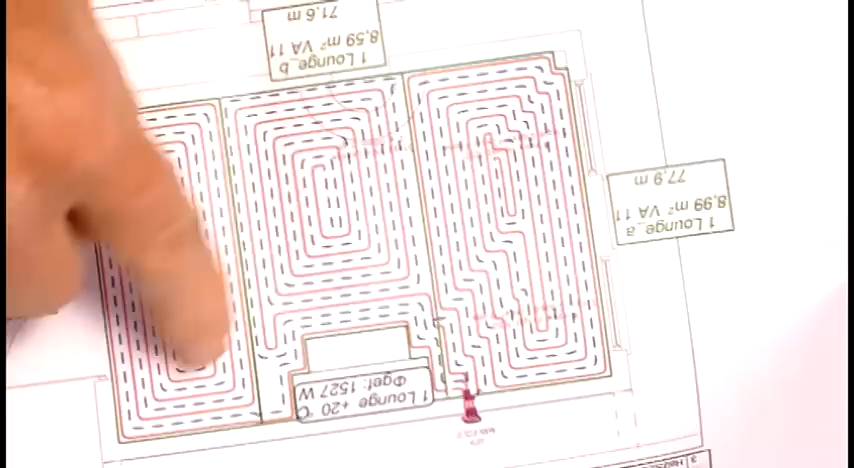 1 Lounge_b
8,59 m² VA 11
71.6 m
1 Lounge_a
8,99 m² VA 11
77.9 m
1 Lounge +20 °C
Φgef: 1527 W